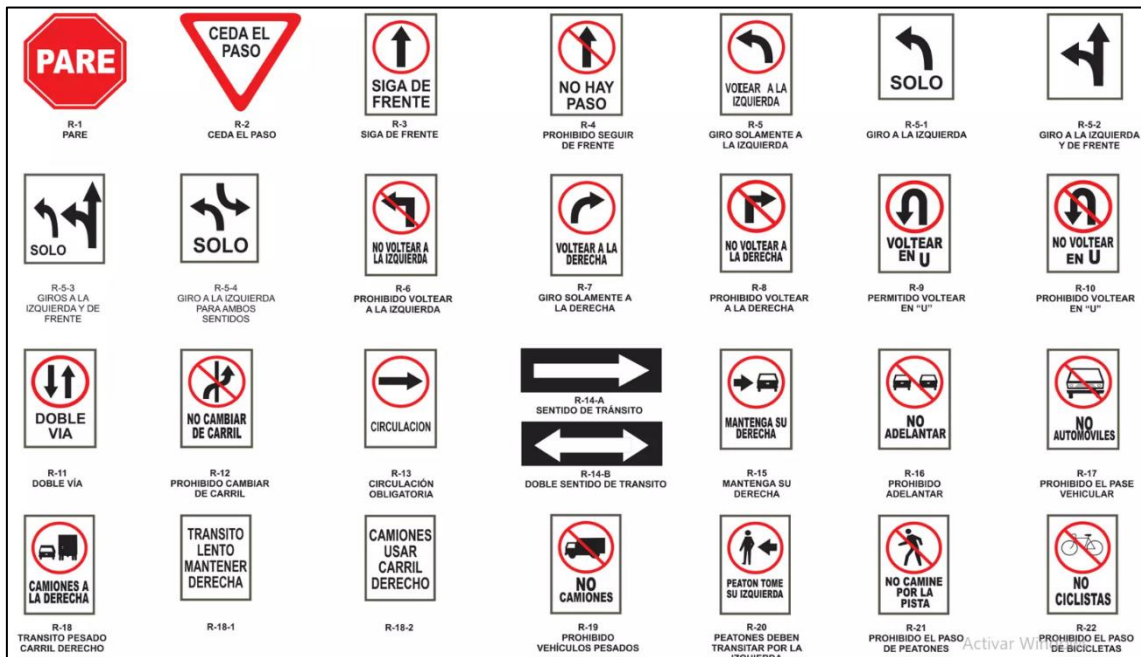 PARE
R-1
PARE
CEDA EL
PASO
R-2
CEDA EL PASO
SIGA DE
FRENTE
R-3
SIGA DE FRENTE
NO HAY
PASO
R-4
PROHIBIDO SEGUIR
DE FRENTE
VOTEAR A LA
IZQUIERDA
R-5
GIRO SOLAMENTE A
LA IZQUIERDA
SOLO
R-5-1
GIRO A LA IZQUIERDA
R-5-2
GIRO A LA IZQUIERDA
Y DE FRENTE
SOLO
R-5-3
GIROS A LA
IZQUIERDA Y DE
FRENTE
SOLO
R-5-4
GIRO A LA IZQUIERDA
PARA AMBOS
SENTIDOS
NO VOLTEAR A
LA IZQUIERDA
R-6
PROHIBIDO VOLTEAR
A LA IZQUIERDA
VOLTEAR A LA
DERECHA
R-7
GIRO SOLAMENTE A
LA DERECHA
NO VOLTEAR A
LA DERECHA
R-8
PROHIBIDO VOLTEAR
A LA DERECHA
VOLTEAR
EN U
R-9
PERMITIDO VOLTEAR
EN “U”
NO VOLTEAR
EN U
R-10
PROHIBIDO VOLTEAR
EN “U”
DOBLE
VIA
R-11
DOBLE VÍA
NO CAMBIAR
DE CARRIL
R-12
PROHIBIDO CAMBIAR
DE CARRIL
CIRCULACION
R-13
CIRCULACIÓN
OBLIGATORIA
R-14-A
SENTIDO DE TRÁNSITO
R-14-B
DOBLE SENTIDO DE TRANSITO
MANTENGA SU
DERECHA
R-15
MANTENGA SU
DERECHA
NO
ADELANTAR
R-16
PROHIBIDO
ADELANTAR
NO
AUTOMÓVILES
R-17
PROHIBIDO EL PASE
VEHICULAR
CAMIONES A
LA DERECHA
R-18
TRANSITO PESADO
CARRIL DERECHO
TRANSITO
LENTO
MANTENER
DERECHA
R-18-1
CAMIONES
USAR
CARRIL
DERECHO
R-18-2
NO
CAMIONES
R-19
PROHIBIDO
VEHÍCULOS PESADOS
PEATON TOME
SU IZQUIERDA
R-20
PEATONES DEBEN
TRANSITAR POR LA
IZQUIERDA
NO CAMINE
POR LA
PISTA
R-21
PROHIBIDO EL PASO
DE PEATONES
NO
CICLISTAS
R-22
PROHIBIDO EL PASO
DE BICICLETAS
Activar